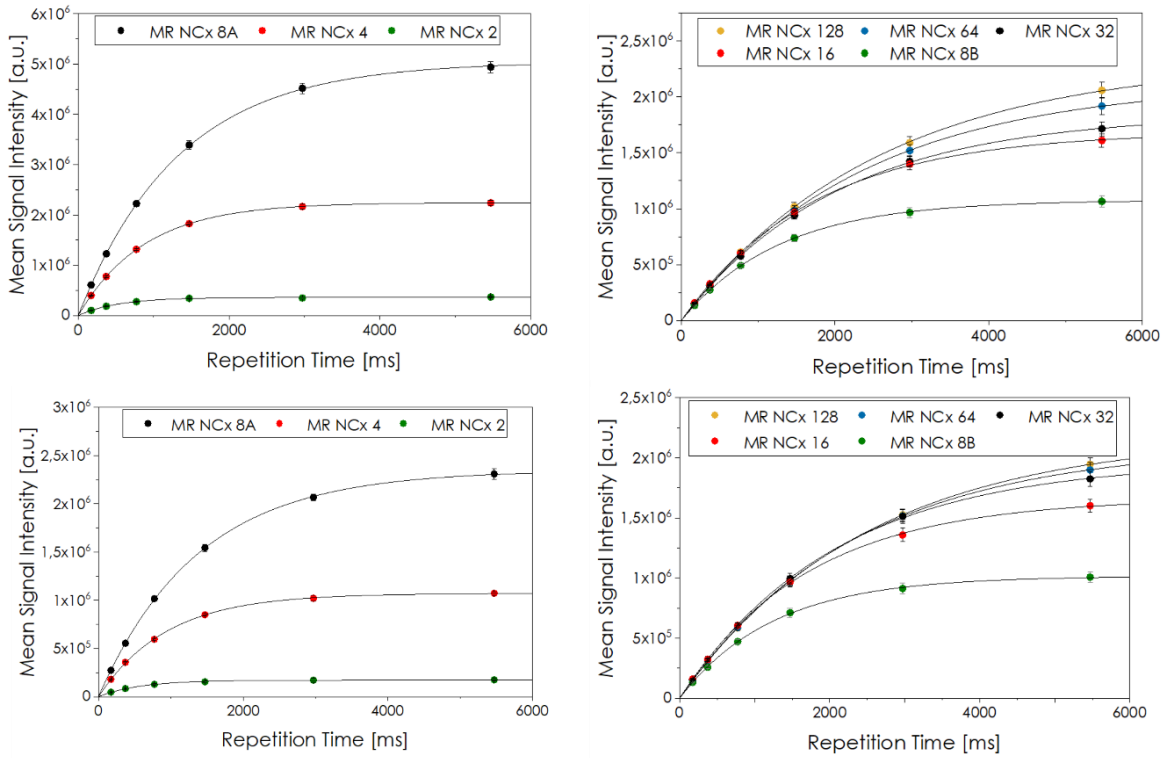 6x10⁶
MR NCx 8A MR NCx 4 MR NCx 2
5x10⁶
4x10⁶
3x10⁶
2x10⁶
1x10⁶
0
0 2000 4000 6000
Mean Signal Intensity [a.u.]
Repetition Time [ms]
2,5x10⁶
MR NCx 128 MR NCx 64 MR NCx 32
MR NCx 16 MR NCx 8B
2x10⁶
1,5x10⁶
1x10⁶
5x10⁵
0
0 2000 4000 6000
Mean Signal Intensity [a.u.]
Repetition Time [ms]
3x10⁶
MR NCx 8A MR NCx 4 MR NCx 2
2,5x10⁶
2x10⁶
1,5x10⁶
1x10⁶
5x10⁵
0
0 2000 4000 6000
Mean Signal Intensity [a.u.]
Repetition Time [ms]
2,5x10⁶
MR NCx 128 MR NCx 64 MR NCx 32
MR NCx 16 MR NCx 8B
2x10⁶
1,5x10⁶
1x10⁶
5x10⁵
0
0 2000 4000 6000
Mean Signal Intensity [a.u.]
Repetition Time [ms]